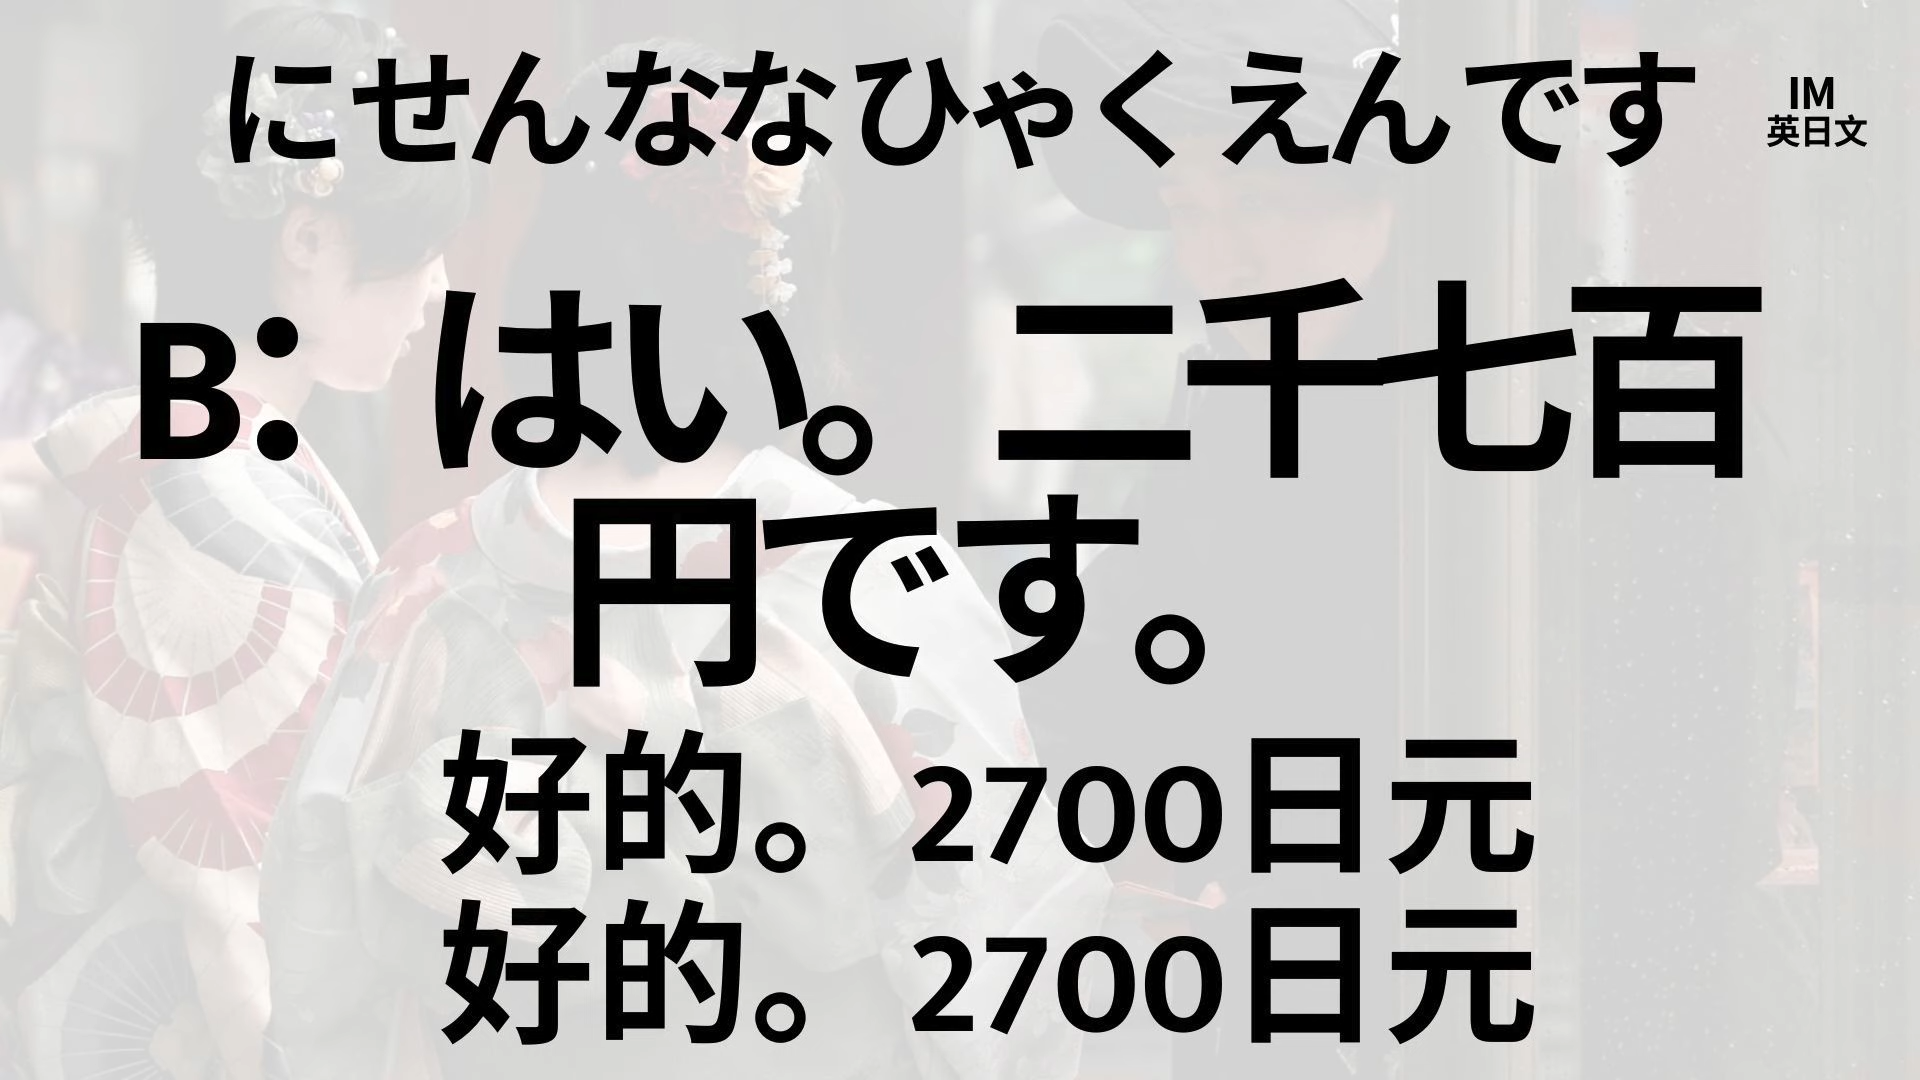 にせんななひゃくえんです
IM
英日文
B：はい。二千七百
円です。
好的。2700日元
好的。2700日元